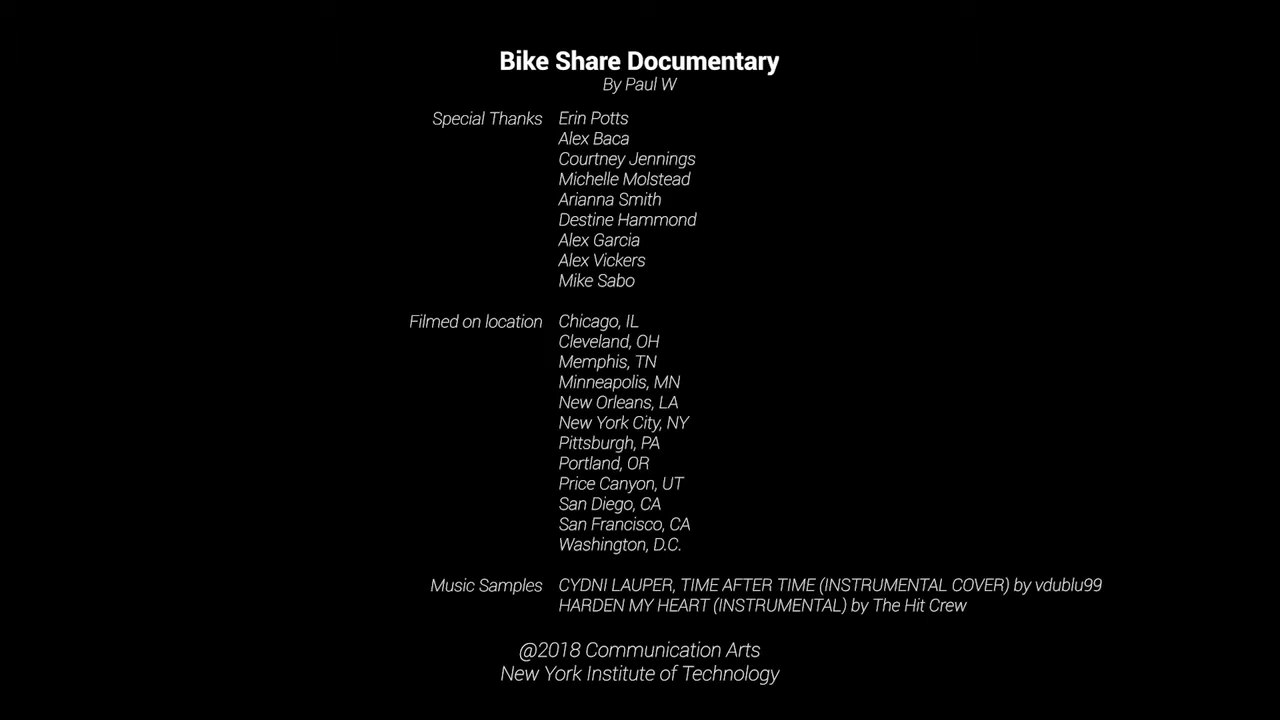 Bike Share Documentary
By Paul W
Special Thanks Erin Potts
Alex Baca
Courtney Jennings
Michelle Molstead
Arianna Smith
Destine Hammond
Alex Garcia
Alex Vickers
Mike Sabo
Filmed on location Chicago, IL
Cleveland, OH
Memphis, TN
Minneapolis, MN
New Orleans, LA
New York City, NY
Pittsburgh, PA
Portland, OR
Price Canyon, UT
San Diego, CA
San Francisco, CA
Washington, D.C.
Music Samples CYDNI LAUPER, TIME AFTER TIME (INSTRUMENTAL COVER) by vdublu99
HARDEN MY HEART (INSTRUMENTAL) by The Hit Crew
@2018 Communication Arts
New York Institute of Technology